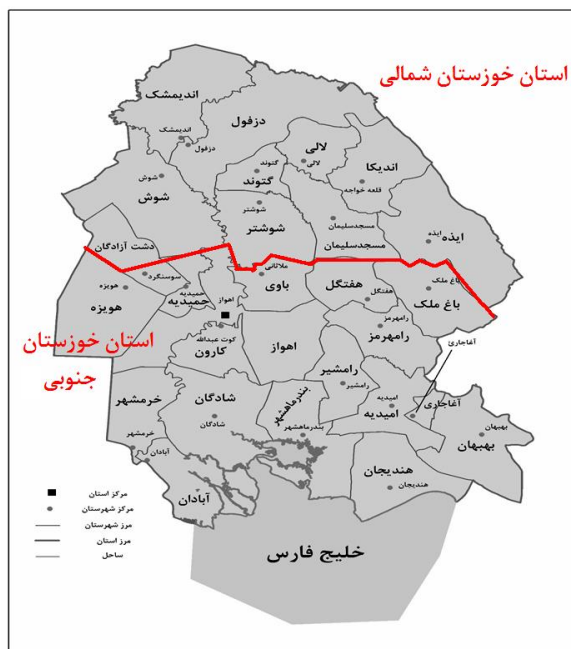 استان خوزستان شمالی
اندیمشک
دزفول
اندیمشک
دزفول
لالی
لالی
اندیکا
قلعه خواجه
گتوند
گتوند
شوش
شوش
شوشتر
شوشتر
مسجدسلیمان
مسجدسلیمان
ایذه
ایذه
دشت آزادگان
سوسنگرد
هویزه
هویزه
حمیدیه
حمیدیه
ملاثانی
باوی
هفتگل
هفتگل
باغ ملک
باغ ملک
اهواز
استان خوزستان
جنوبی
کوت عبدالله
کارون
اهواز
رامهرمز
رامهرمز
آغاجاری
رامشیر
رامشیر
خرمشهر
خرمشهر
شادگان
شادگان
بندرماهشهر
بندرماهشهر
امیدیه
امیدیه
آغاجاری
بهبهان
بهبهان
آبادان
آبادان
هندیجان
هندیجان
خلیج فارس
مرکز استان
مرکز شهرستان
مرز شهرستان
مرز استان
ساحل